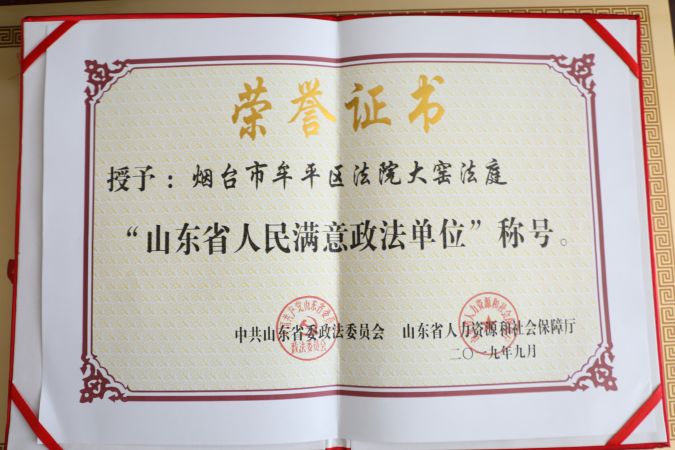 荣誉证书
授予：烟台市牟平区法院大窑法庭
“山东省人民满意政法单位”称号。
中共山东省委政法委员会 山东省人力资源和社会保障厅
二〇一九年九月